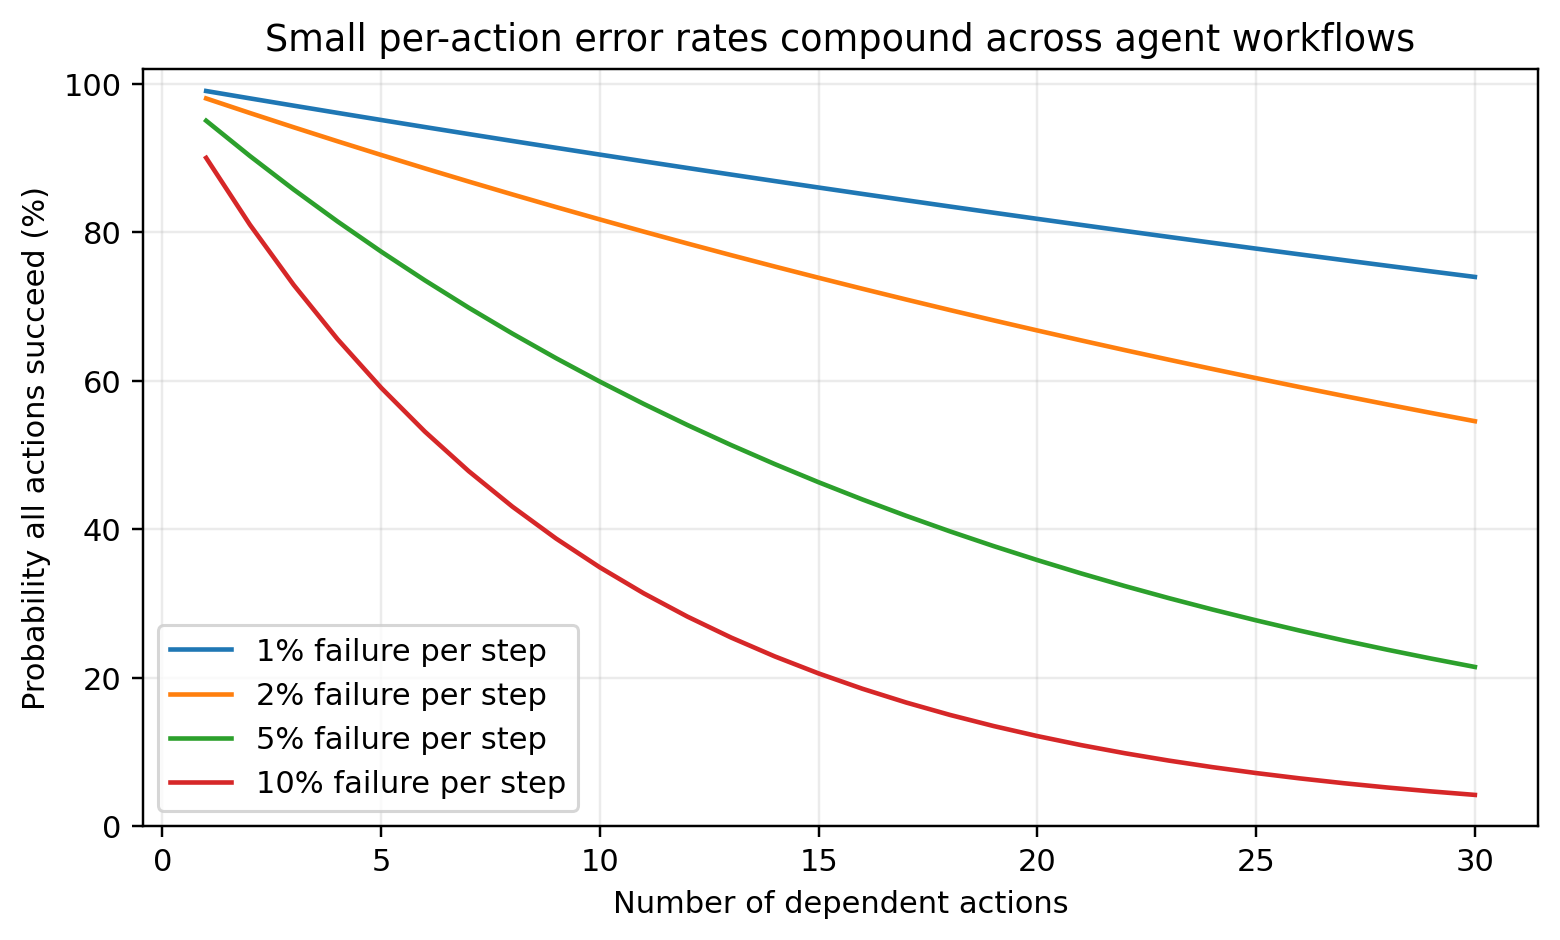 Small per-action error rates compound across agent workflows
Probability all actions succeed (%)
100
80
60
40
20
0
1% failure per step
2% failure per step
5% failure per step
10% failure per step
0 5 10 15 20 25 30
Number of dependent actions